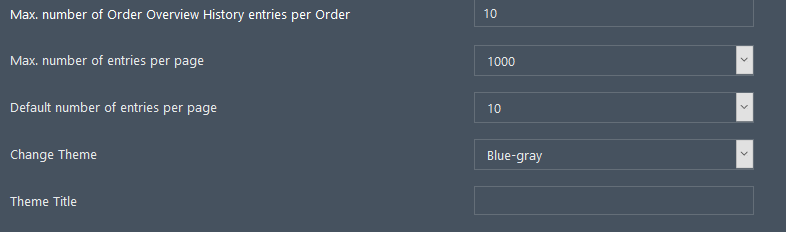 Max. number of Order Overview History entries per Order 10
Max. number of entries per page 1000
Default number of entries per page 10
Change Theme Blue-gray
Theme Title